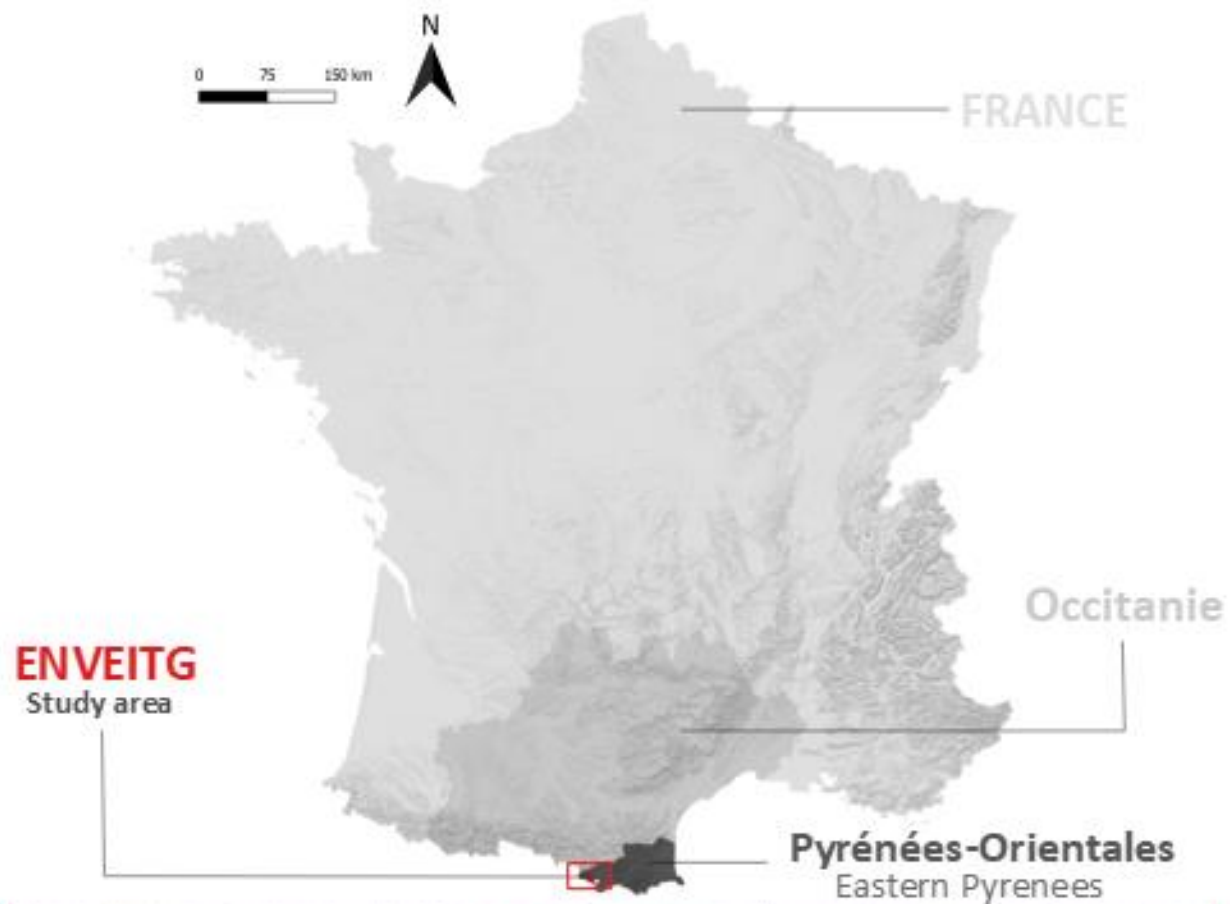 N
0 75 150 km
FRANCE
Occitanie
ENVEITG
Study area
Pyrénées-Orientales
Eastern Pyrenees